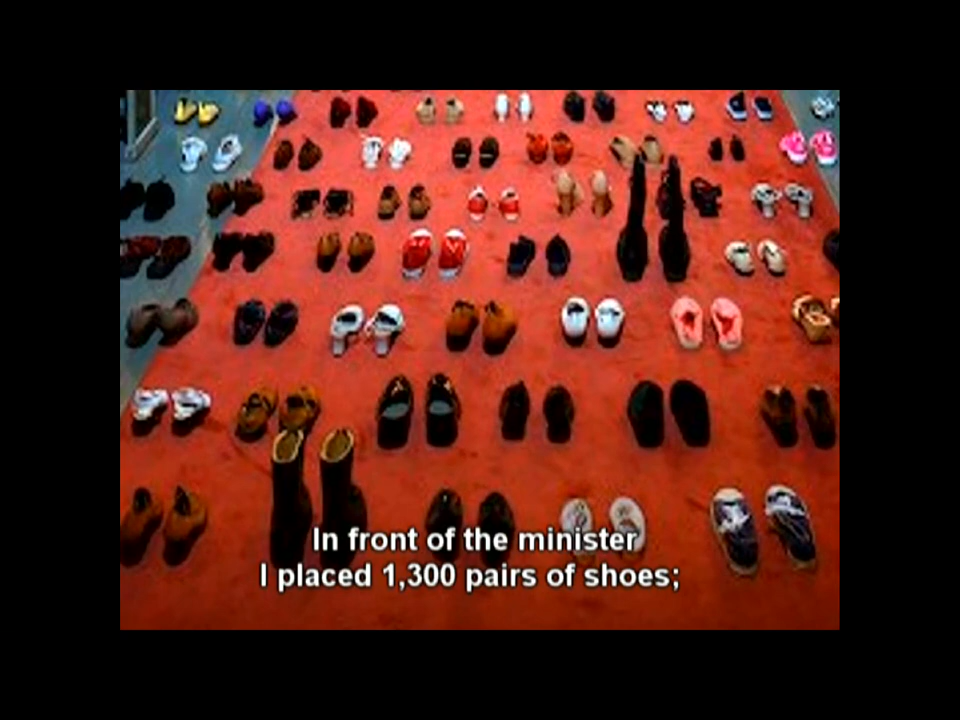 In front of the minister
I placed 1,300 pairs of shoes;